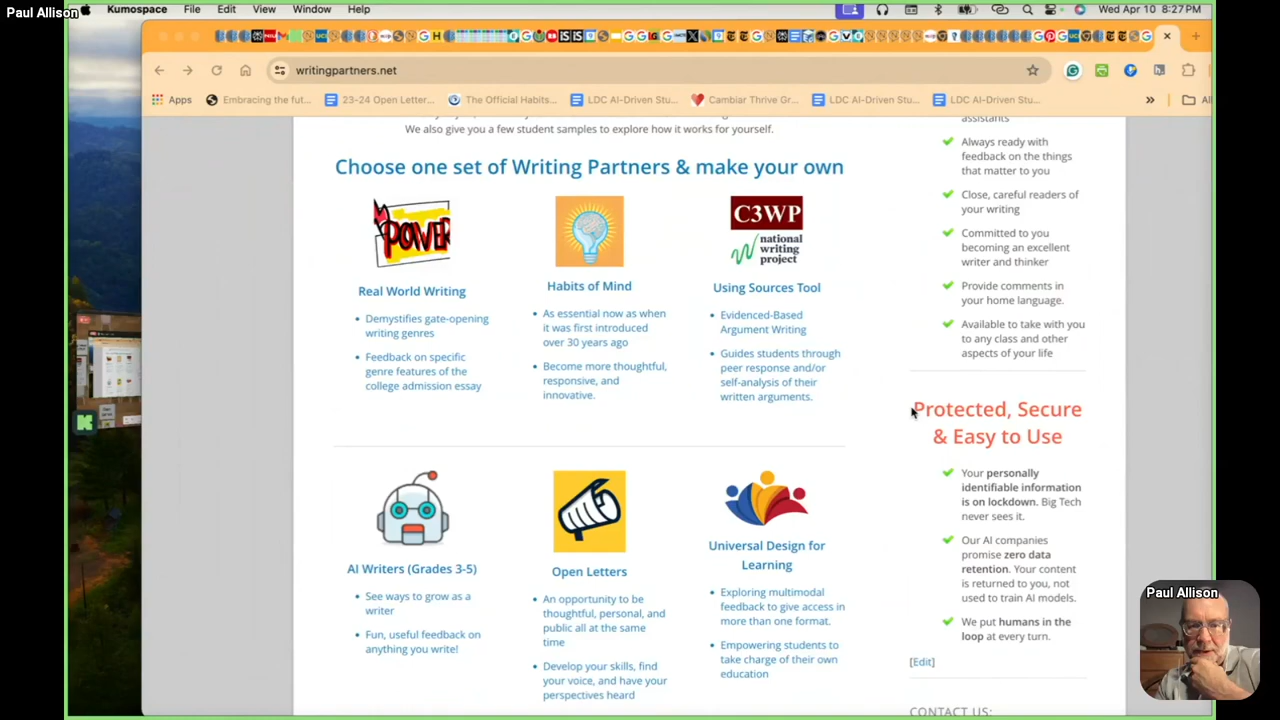 Paul Allison
Kumospace File Edit View Window Help
Wed Apr 10 8:27 PM
writingpartners.net
Apps
Embracing the fut...
23-24 Open Letter...
The Official Habits...
LDC AI-Driven Stu...
Cambiar Thrive Gr...
LDC AI-Driven Stu...
LDC AI-Driven Stu...
We also give you a few student samples to explore how it works for yourself.
Choose one set of Writing Partners & make your own
POWER
Real World Writing
• Demystifies gate-opening
writing genres
• Feedback on specific
genre features of the
college admission essay
Habits of Mind
• As essential now as when
it was first introduced
over 30 years ago
• Become more thoughtful,
responsive, and
innovative.
C3WP
national
writing
project
Using Sources Tool
• Evidenced-Based
Argument Writing
• Guides students through
peer response and/or
self-analysis of their
written arguments.
AI Writers (Grades 3-5)
• See ways to grow as a
writer
• Fun, useful feedback on
anything you write!
Open Letters
• An opportunity to be
thoughtful, personal, and
public all at the same
time
• Develop your skills, find
your voice, and have your
perspectives heard
Universal Design for
Learning
• Exploring multimodal
feedback to give access in
more than one format.
• Empowering students to
take charge of their own
education
assistants
Always ready with
feedback on the things
that matter to you
Close, careful readers of
your writing
Committed to you
becoming an excellent
writer and thinker
Provide comments in
your home language.
Available to take with you
to any class and other
aspects of your life
Protected, Secure
& Easy to Use
Your personally
identifiable information
is on lockdown. Big Tech
never sees it.
Our AI companies
promise zero data
retention. Your content
is returned to you, not
used to train AI models.
We put humans in the
loop at every turn.
[Edit]
CONTACT US:
Paul Allison